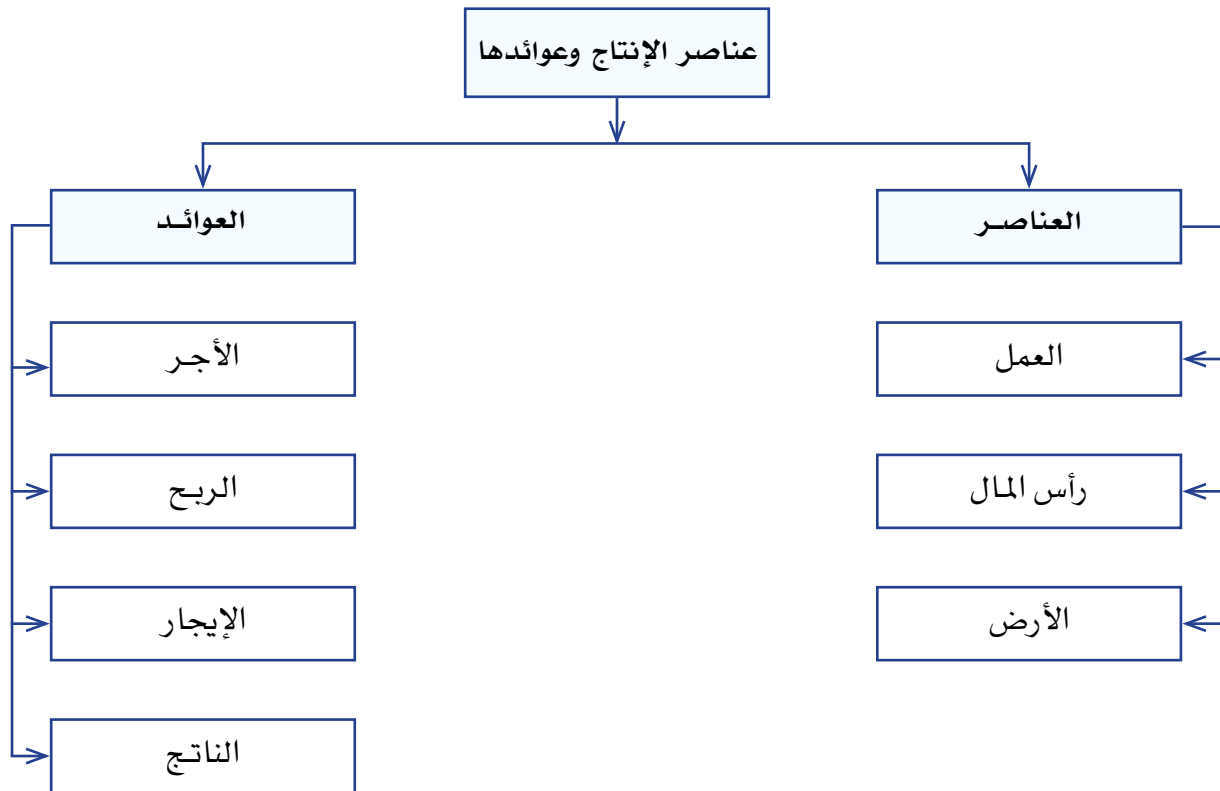 عناصر الإنتاج وعوائدها
العناصر
العوائد
العمل
الأجر
رأس المال
الربح
الأرض
الإيجار
الناتج